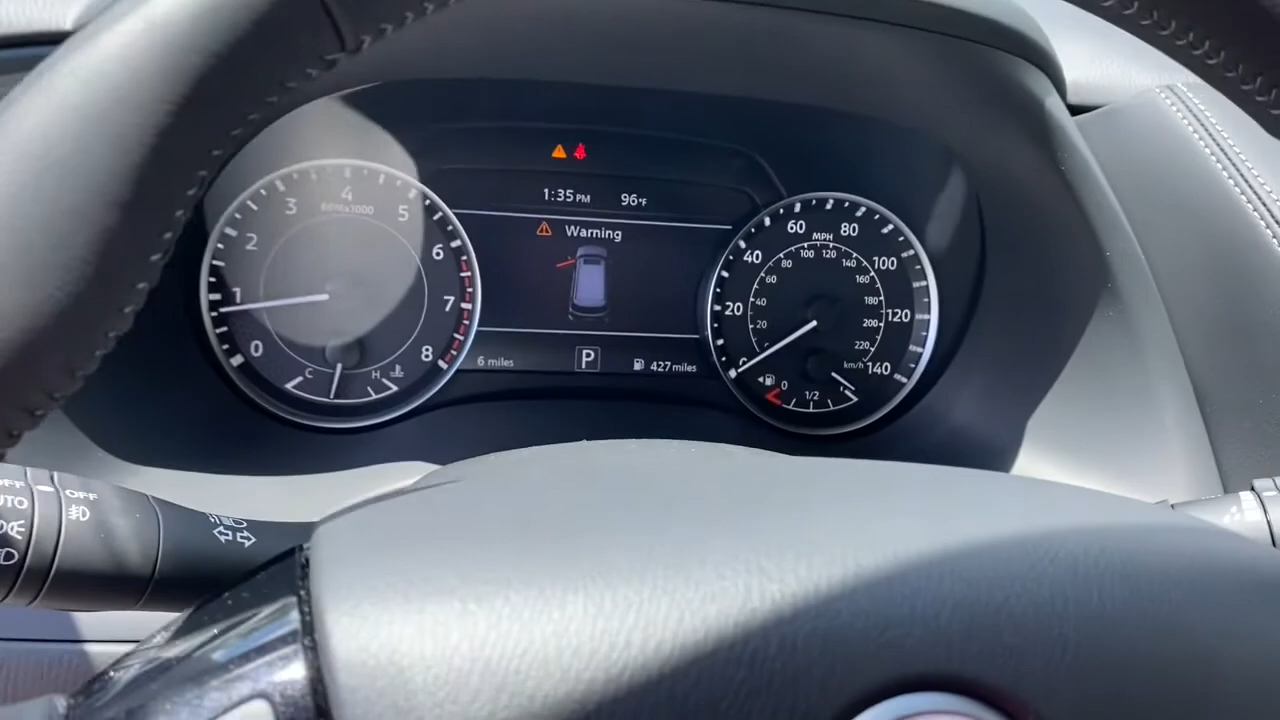 1:35 PM 96°F
Warning
6 miles P 427 miles
0 1 2 3 4 5 6 7 8
C H
MPH
20 40 60 80 100 120 140
20 40 60 80 100 120 140 160 180 200 220
km/h
0 1/2
OFF
AUTO
OFF